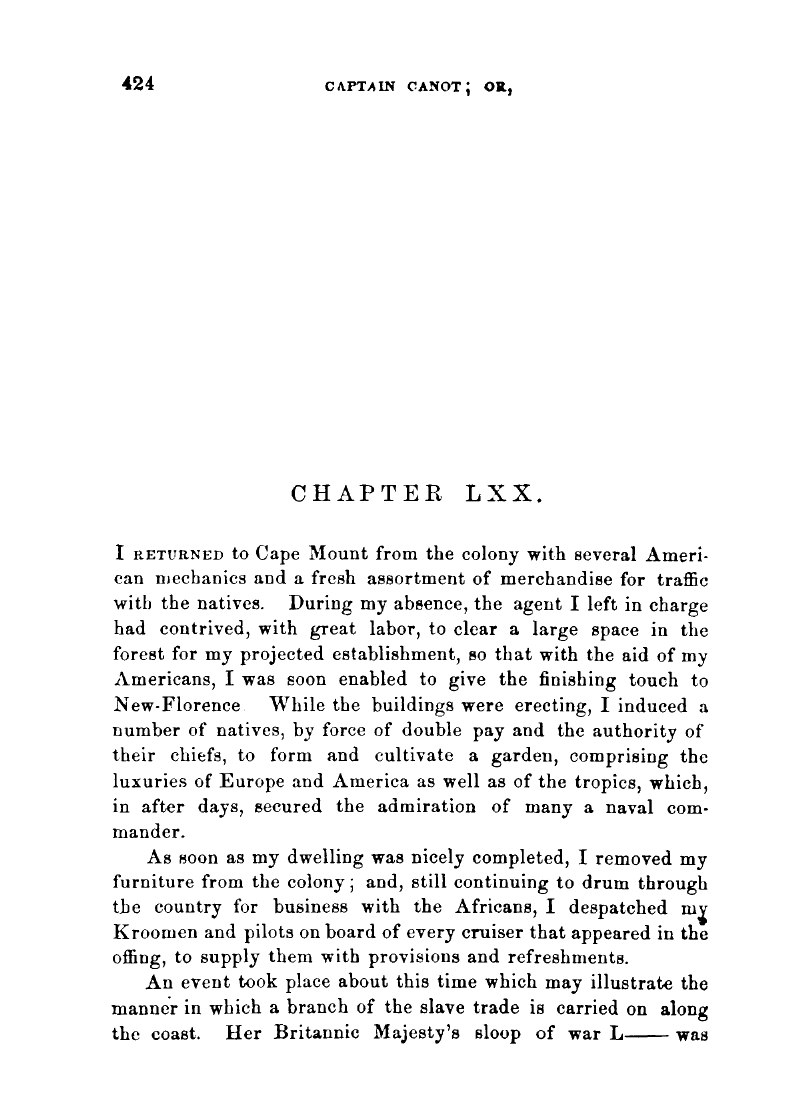 424 CAPTAIN CANOT; OR,
CHAPTER LXX.
I RETURNED to Cape Mount from the colony with several Ameri-
can mechanics and a fresh assortment of merchandise for traffic
with the natives. During my absence, the agent I left in charge
had contrived, with great labor, to clear a large space in the
forest for my projected establishment, so that with the aid of my
Americans, I was soon enabled to give the finishing touch to
New-Florence While the buildings were erecting, I induced a
number of natives, by force of double pay and the authority of
their chiefs, to form and cultivate a garden, comprising the
luxuries of Europe and America as well as of the tropics, which,
in after days, secured the admiration of many a naval com-
mander.
As soon as my dwelling was nicely completed, I removed my
furniture from the colony; and, still continuing to drum through
the country for business with the Africans, I despatched my
Kroomen and pilots on board of every cruiser that appeared in the
offing, to supply them with provisions and refreshments.
An event took place about this time which may illustrate the
manner in which a branch of the slave trade is carried on along
the coast. Her Britannic Majesty's sloop of war L—— was